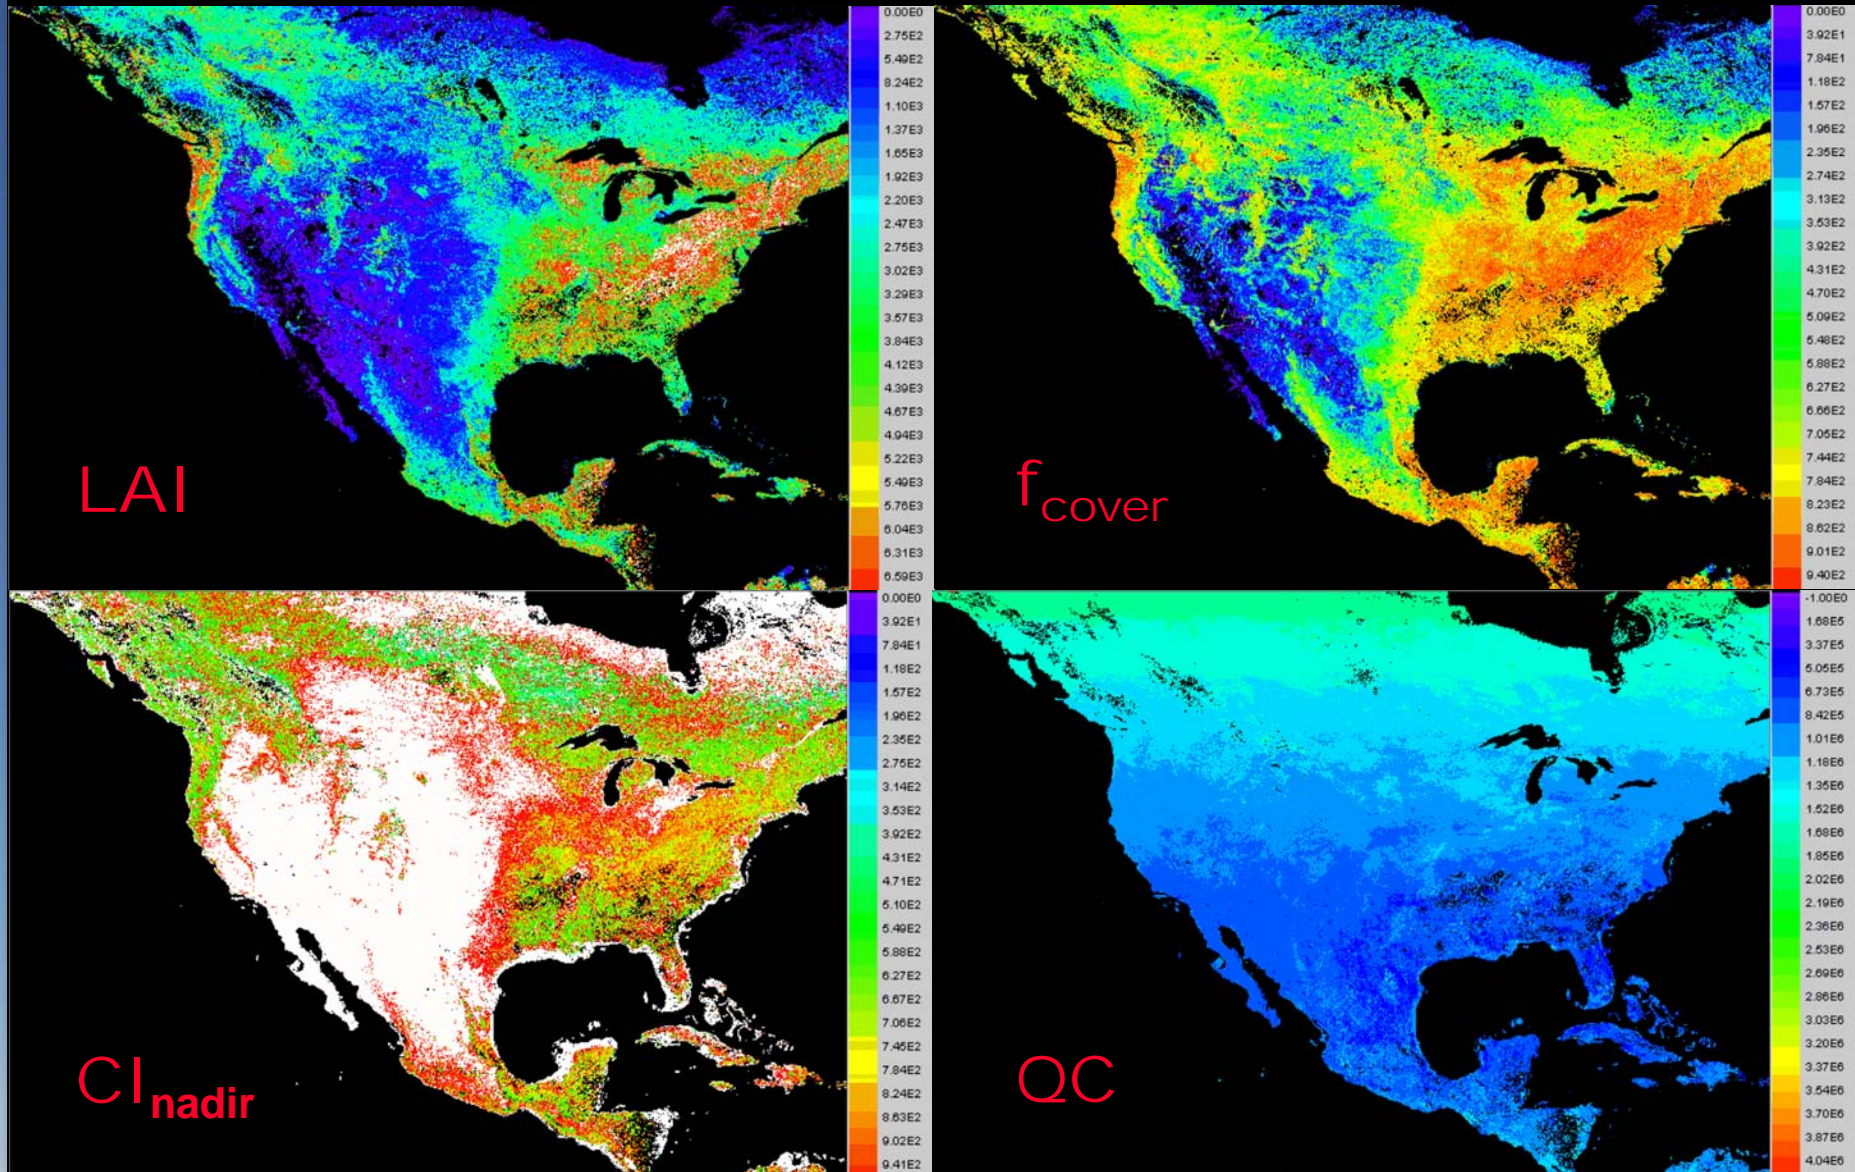 0.00E0
2.75E2
5.49E2
8.24E2
1.10E3
1.37E3
1.65E3
1.92E3
2.20E3
2.47E3
2.75E3
3.02E3
3.29E3
3.57E3
3.84E3
4.12E3
4.39E3
4.67E3
4.94E3
5.22E3
5.49E3
5.76E3
6.04E3
6.31E3
6.59E3
LAI
0.00E0
3.92E1
7.84E1
1.18E2
1.57E2
1.96E2
2.35E2
2.74E2
3.13E2
3.53E2
3.92E2
4.31E2
4.70E2
5.09E2
5.48E2
5.88E2
6.27E2
6.66E2
7.05E2
7.44E2
7.84E2
8.23E2
8.62E2
9.01E2
9.40E2
fcover
0.00E0
3.92E1
7.84E1
1.18E2
1.57E2
1.96E2
2.35E2
2.75E2
3.14E2
3.53E2
3.92E2
4.31E2
4.71E2
5.10E2
5.49E2
5.88E2
6.27E2
6.67E2
7.06E2
7.45E2
7.84E2
8.24E2
8.63E2
9.02E2
9.41E2
CInadir
-1.00E0
1.68E5
3.37E5
5.05E5
6.73E5
8.42E5
1.01E6
1.18E6
1.35E6
1.52E6
1.68E6
1.85E6
2.02E6
2.19E6
2.36E6
2.53E6
2.69E6
2.86E6
3.03E6
3.20E6
3.37E6
3.54E6
3.70E6
3.87E6
4.04E6
QC